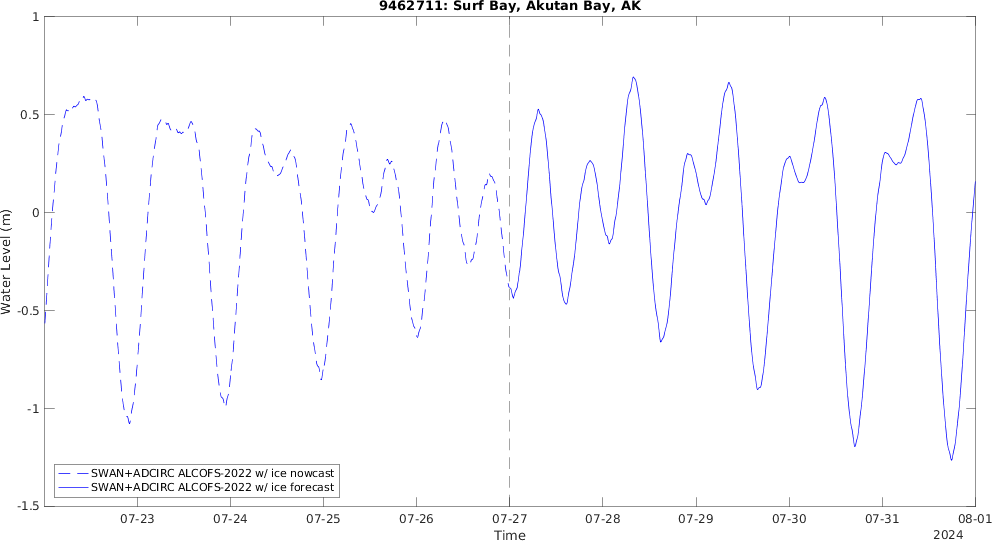 9462711: Surf Bay, Akutan Bay, AK
1
0.5
0
-0.5
-1
-1.5
Water Level (m)
SWAN+ADCIRC ALCOFS-2022 w/ ice nowcast
SWAN+ADCIRC ALCOFS-2022 w/ ice forecast
07-23 07-24 07-25 07-26 07-27 07-28 07-29 07-30 07-31 08-01
Time
2024